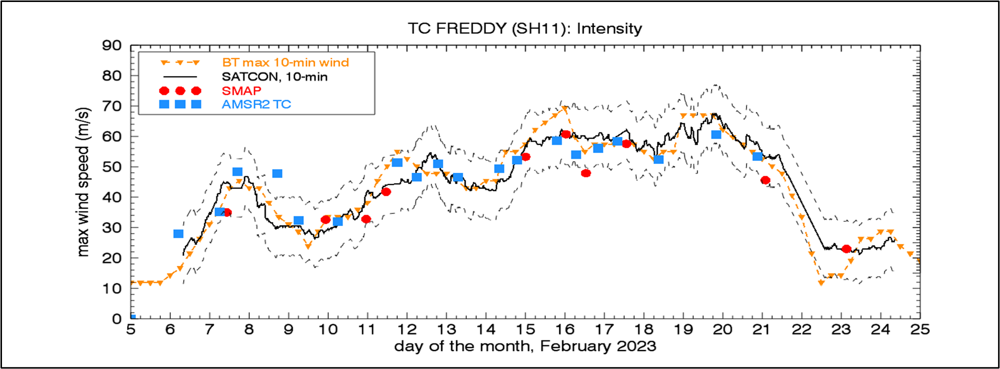 TC FREDDY (SH11): Intensity
90
80
70
60
50
40
30
20
10
0
max wind speed (m/s)
BT max 10-min wind
SATCON, 10-min
SMAP
AMSR2 TC
5 6 7 8 9 10 11 12 13 14 15 16 17 18 19 20 21 22 23 24 25
day of the month, February 2023